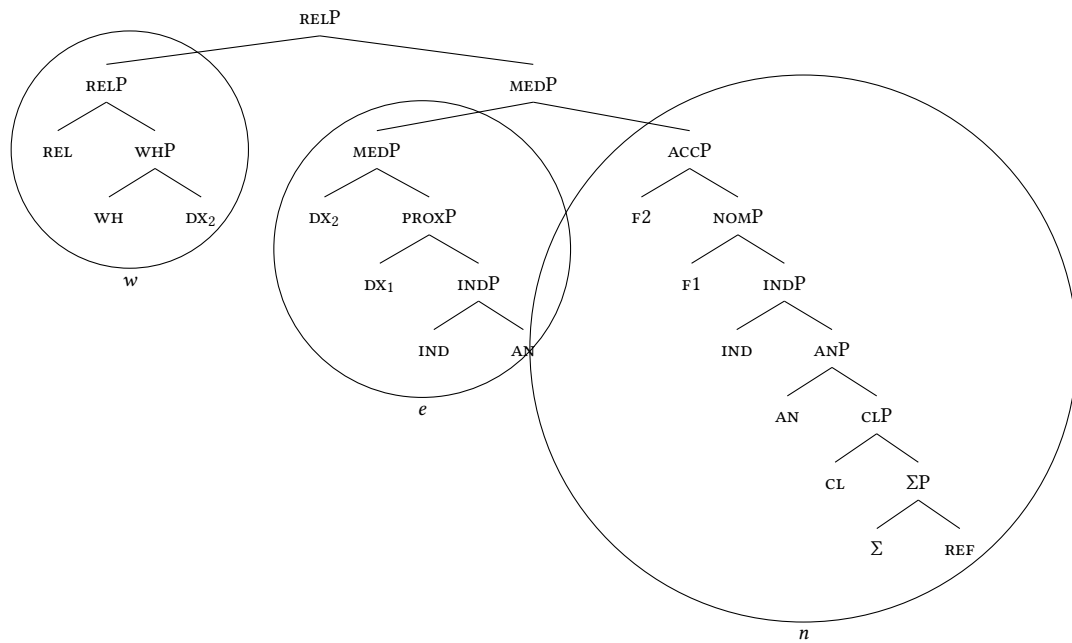 RELP
RELP MEDP
REL WHP MEDP ACCP
WH DX₂ DX₂ PROXP F2 NOMP
w DX₁ INDP F1 INDP
IND AN IND ANP
e AN CLP
CL ΣP
Σ REF
n